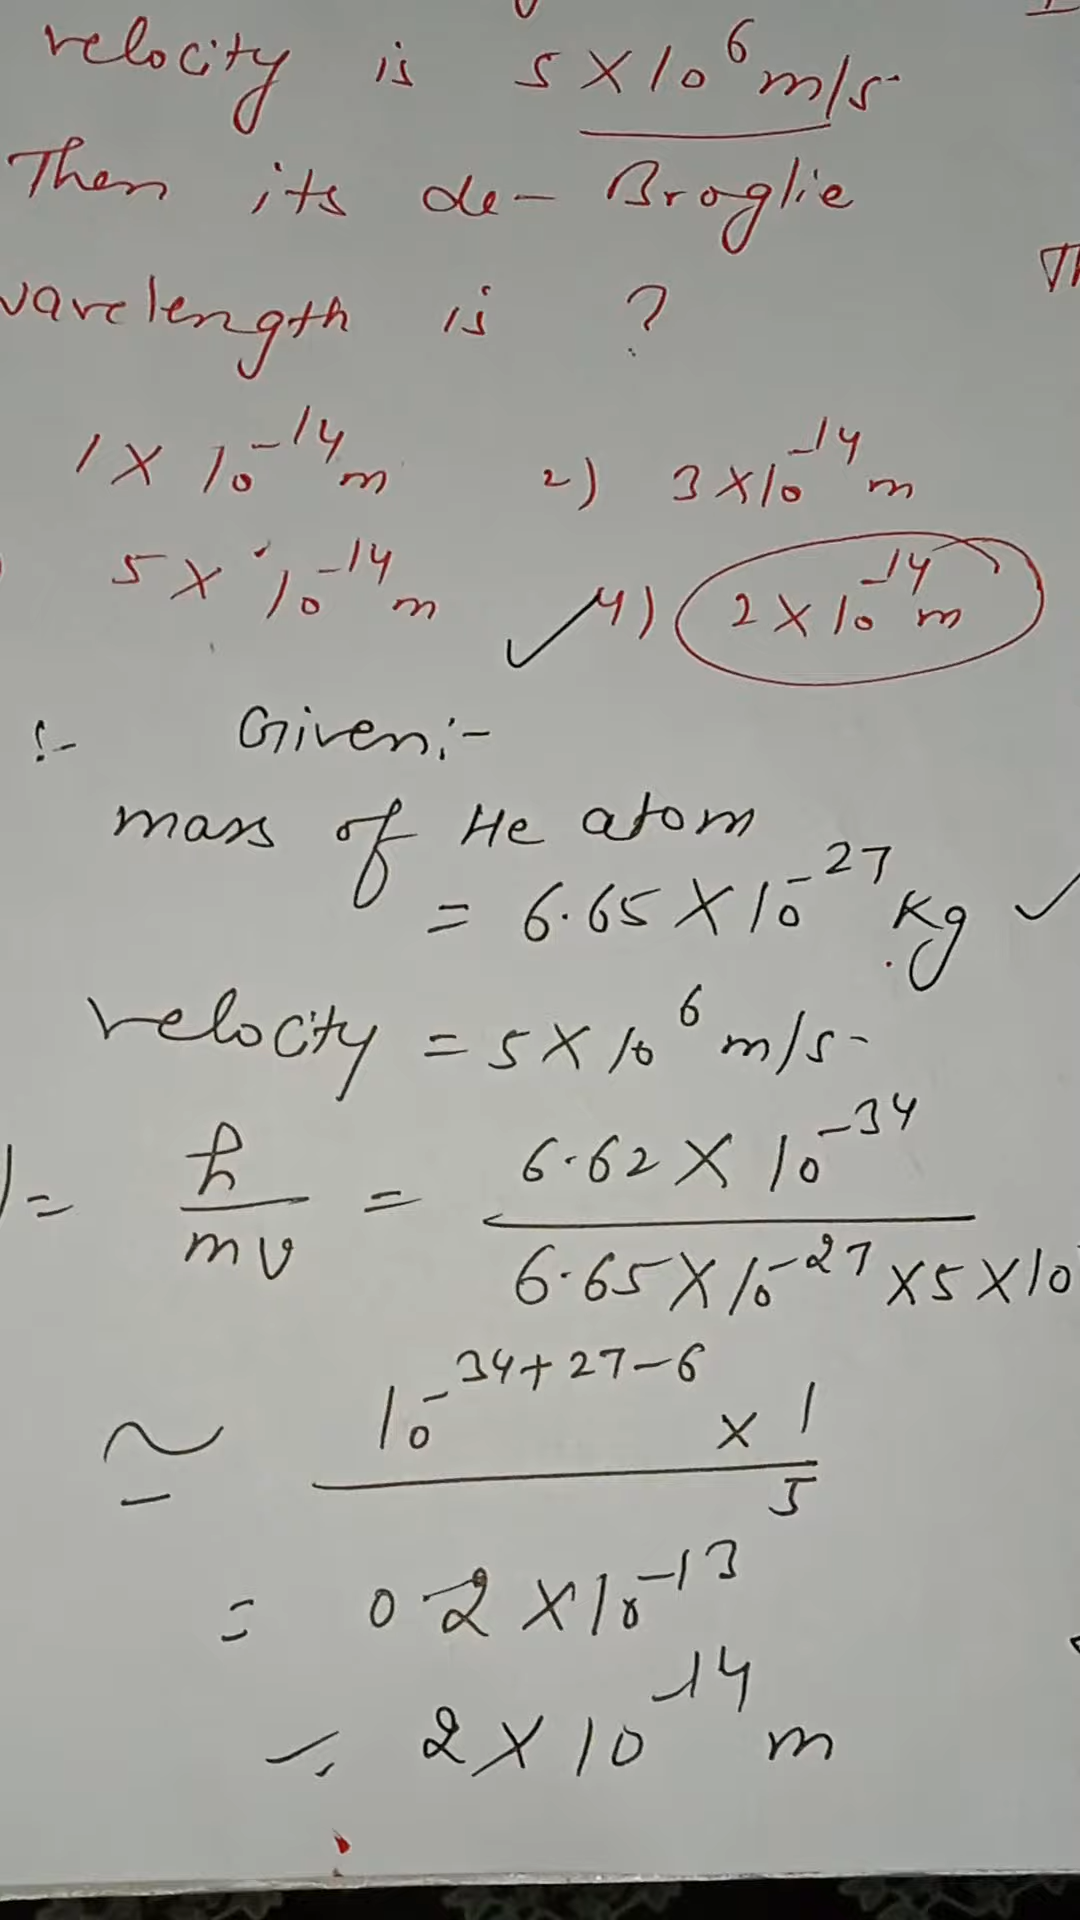 velocity is 5 × 10⁶ m/s
Then its de-Broglie
wavelength is ?
1 × 10⁻¹⁴ m 2) 3 × 10⁻¹⁴ m
5 × 10⁻¹⁴ m 4) 2 × 10⁻¹⁴ m
:- Given:-
mass of He atom
= 6.65 × 10⁻²⁷ Kg
velocity = 5 × 10⁶ m/s
= h/mv = 6.62 × 10⁻³⁴ / 6.65 × 10⁻²⁷ × 5 × 10
≃ 10⁻³⁴⁺²⁷⁻⁶ × 1 / 5
= 0.2 × 10⁻¹³
= 2 × 10⁻¹⁴ m